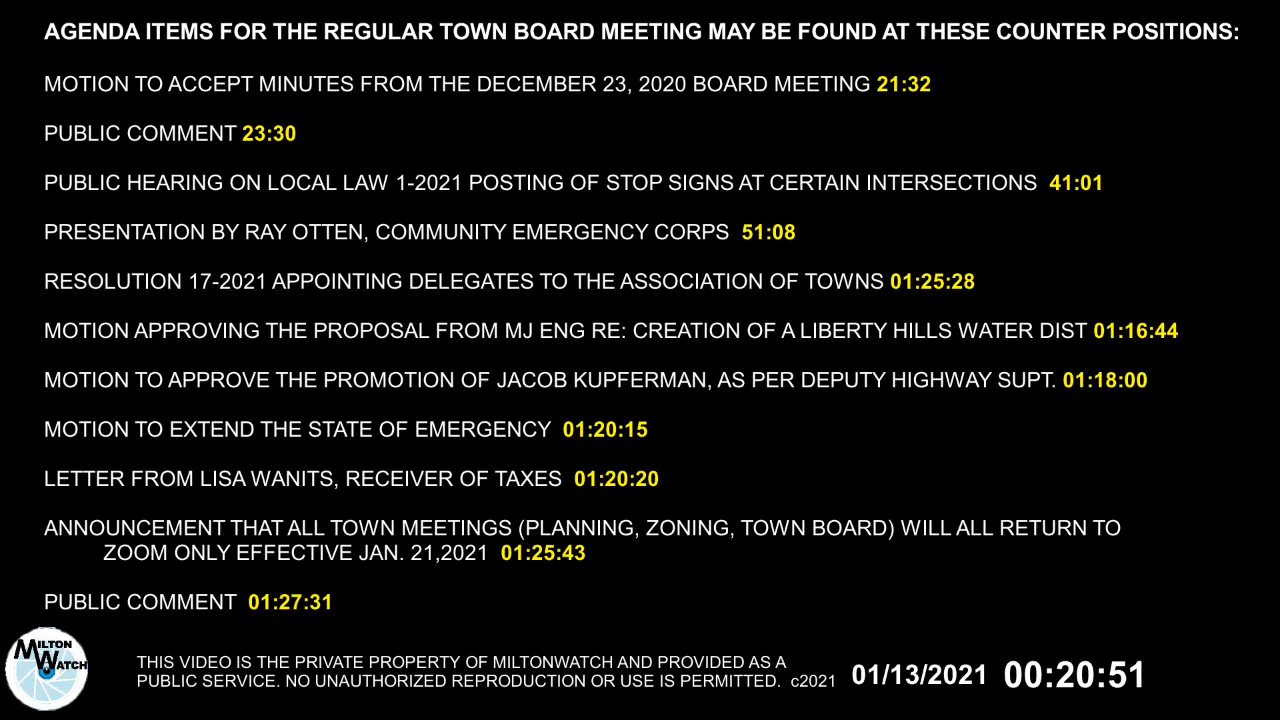 AGENDA ITEMS FOR THE REGULAR TOWN BOARD MEETING MAY BE FOUND AT THESE COUNTER POSITIONS:
MOTION TO ACCEPT MINUTES FROM THE DECEMBER 23, 2020 BOARD MEETING 21:32
PUBLIC COMMENT 23:30
PUBLIC HEARING ON LOCAL LAW 1-2021 POSTING OF STOP SIGNS AT CERTAIN INTERSECTIONS 41:01
PRESENTATION BY RAY OTTEN, COMMUNITY EMERGENCY CORPS 51:08
RESOLUTION 17-2021 APPOINTING DELEGATES TO THE ASSOCIATION OF TOWNS 01:25:28
MOTION APPROVING THE PROPOSAL FROM MJ ENG RE: CREATION OF A LIBERTY HILLS WATER DIST 01:16:44
MOTION TO APPROVE THE PROMOTION OF JACOB KUPFERMAN, AS PER DEPUTY HIGHWAY SUPT. 01:18:00
MOTION TO EXTEND THE STATE OF EMERGENCY 01:20:15
LETTER FROM LISA WANITS, RECEIVER OF TAXES 01:20:20
ANNOUNCEMENT THAT ALL TOWN MEETINGS (PLANNING, ZONING, TOWN BOARD) WILL ALL RETURN TO
ZOOM ONLY EFFECTIVE JAN. 21,2021 01:25:43
PUBLIC COMMENT 01:27:31
MILTON
WATCH
THIS VIDEO IS THE PRIVATE PROPERTY OF MILTONWATCH AND PROVIDED AS A
PUBLIC SERVICE. NO UNAUTHORIZED REPRODUCTION OR USE IS PERMITTED. c2021
01/13/2021 00:20:51